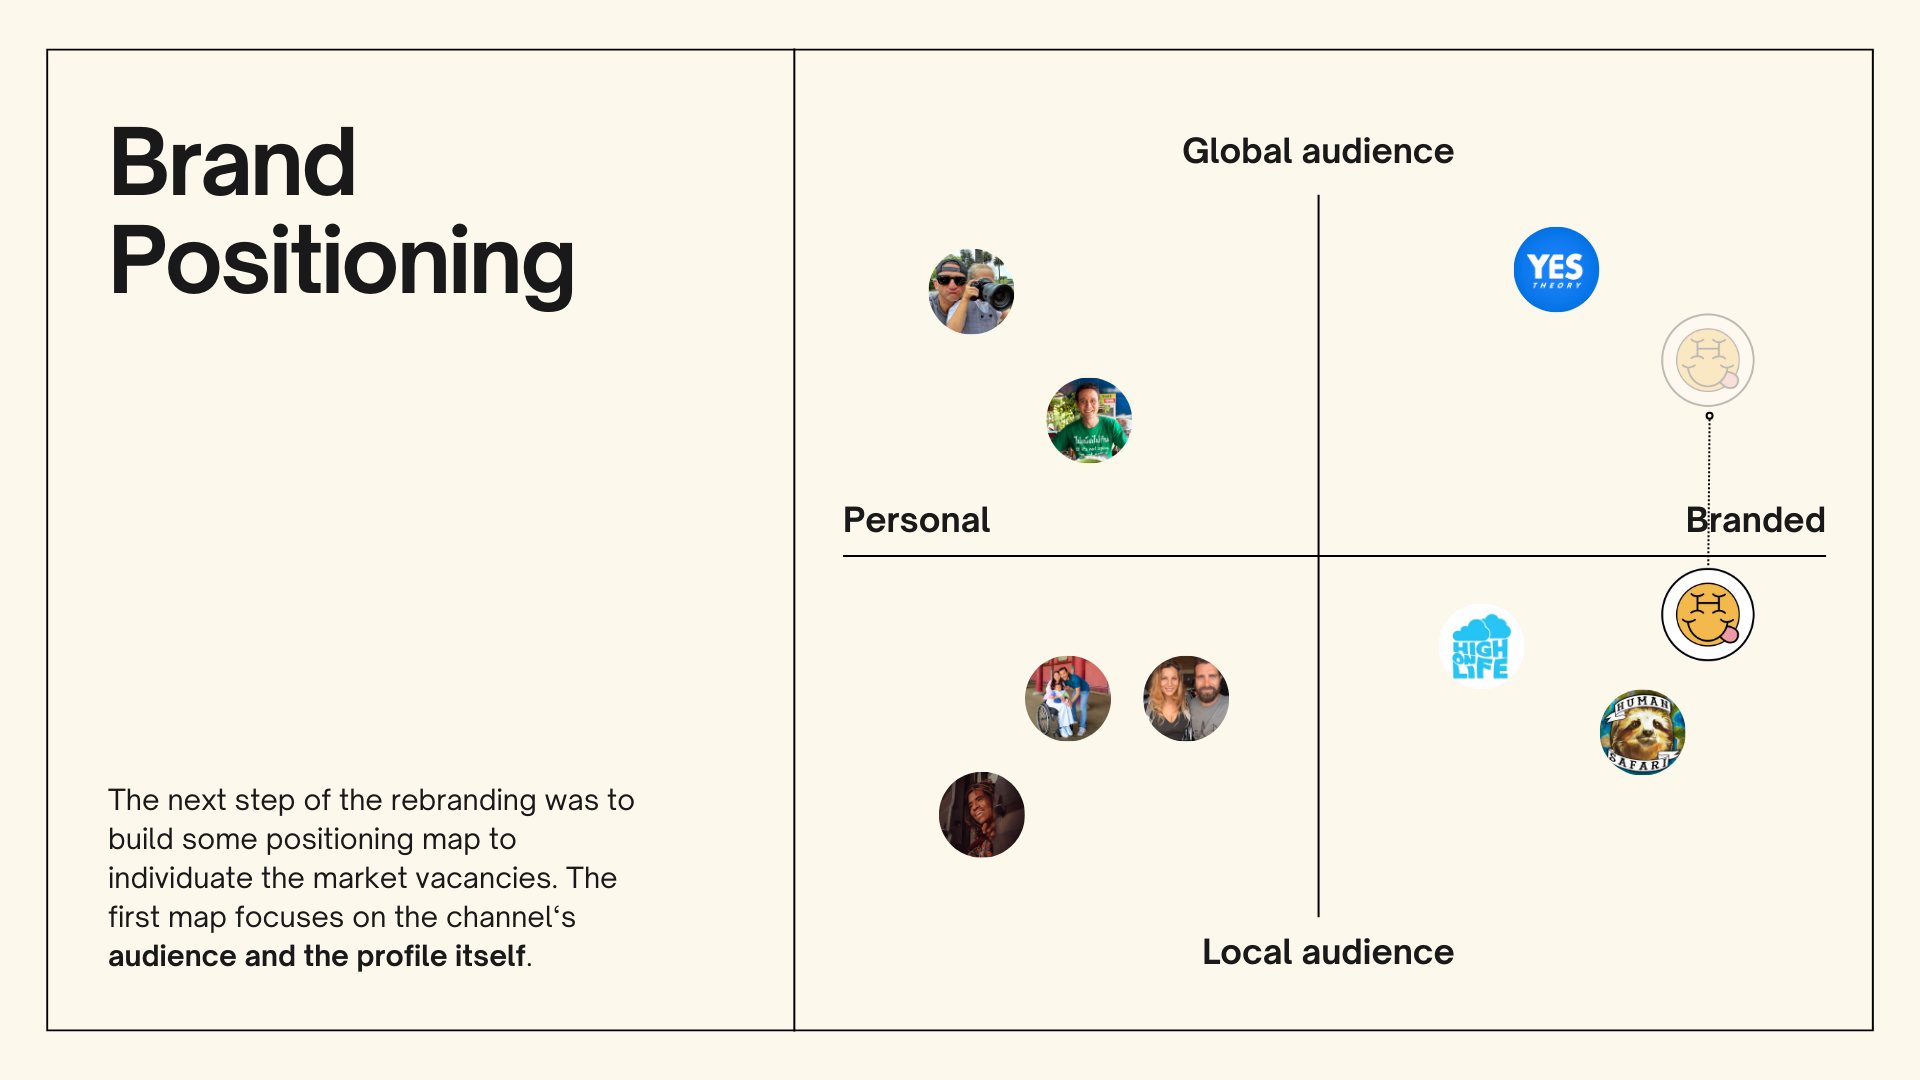 Brand
Positioning
The next step of the rebranding was to
build some positioning map to
individuate the market vacancies. The
first map focuses on the channel‘s
audience and the profile itself.
Global audience
YES
THEORY
Personal
Branded
HIGH
ON
LIFE
HUMAN
SAFARI
Local audience